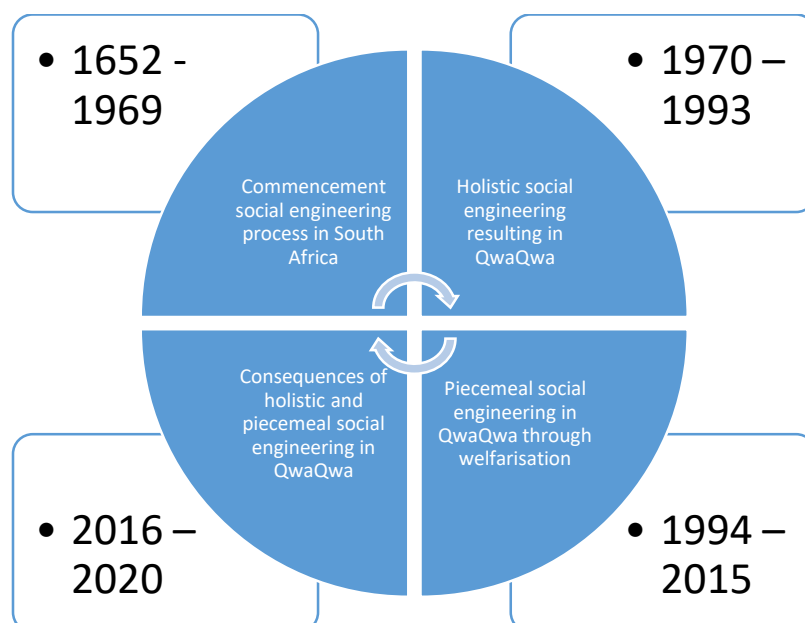 • 1652 -
1969
• 1970 –
1993
Commencement
social engineering
process in South
Africa
Holistic social
engineering
resulting in
QwaQwa
Consequences of
holistic and
piecemeal social
engineering in
QwaQwa
Piecemeal social
engineering in
QwaQwa through
welfarisation
• 2016 –
2020
• 1994 –
2015